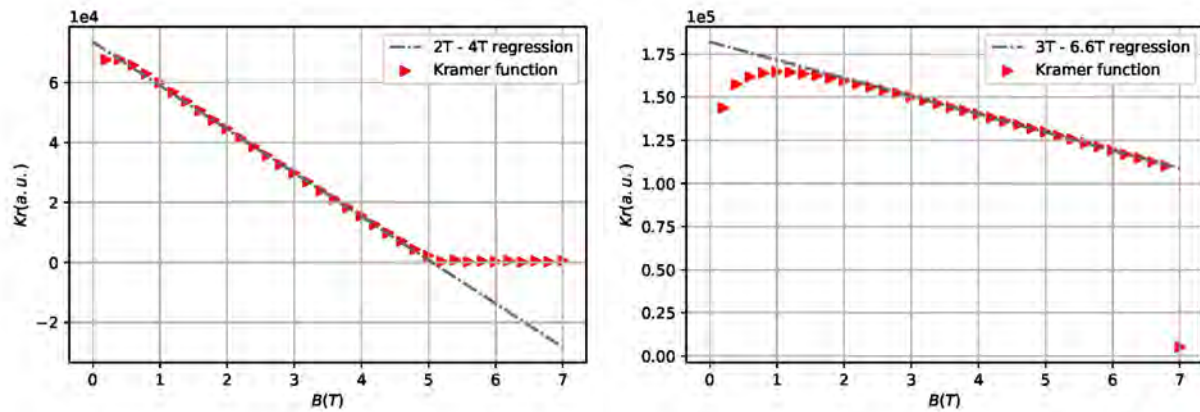 1e4
2T - 4T regression
Kramer function
6
4
2
0
−2
Kr(a. u.)
0 1 2 3 4 5 6 7
B(T)
1e5
3T - 6.6T regression
Kramer function
1.75
1.50
1.25
1.00
0.75
0.50
0.25
0.00
Kr(a. u.)
0 1 2 3 4 5 6 7
B(T)